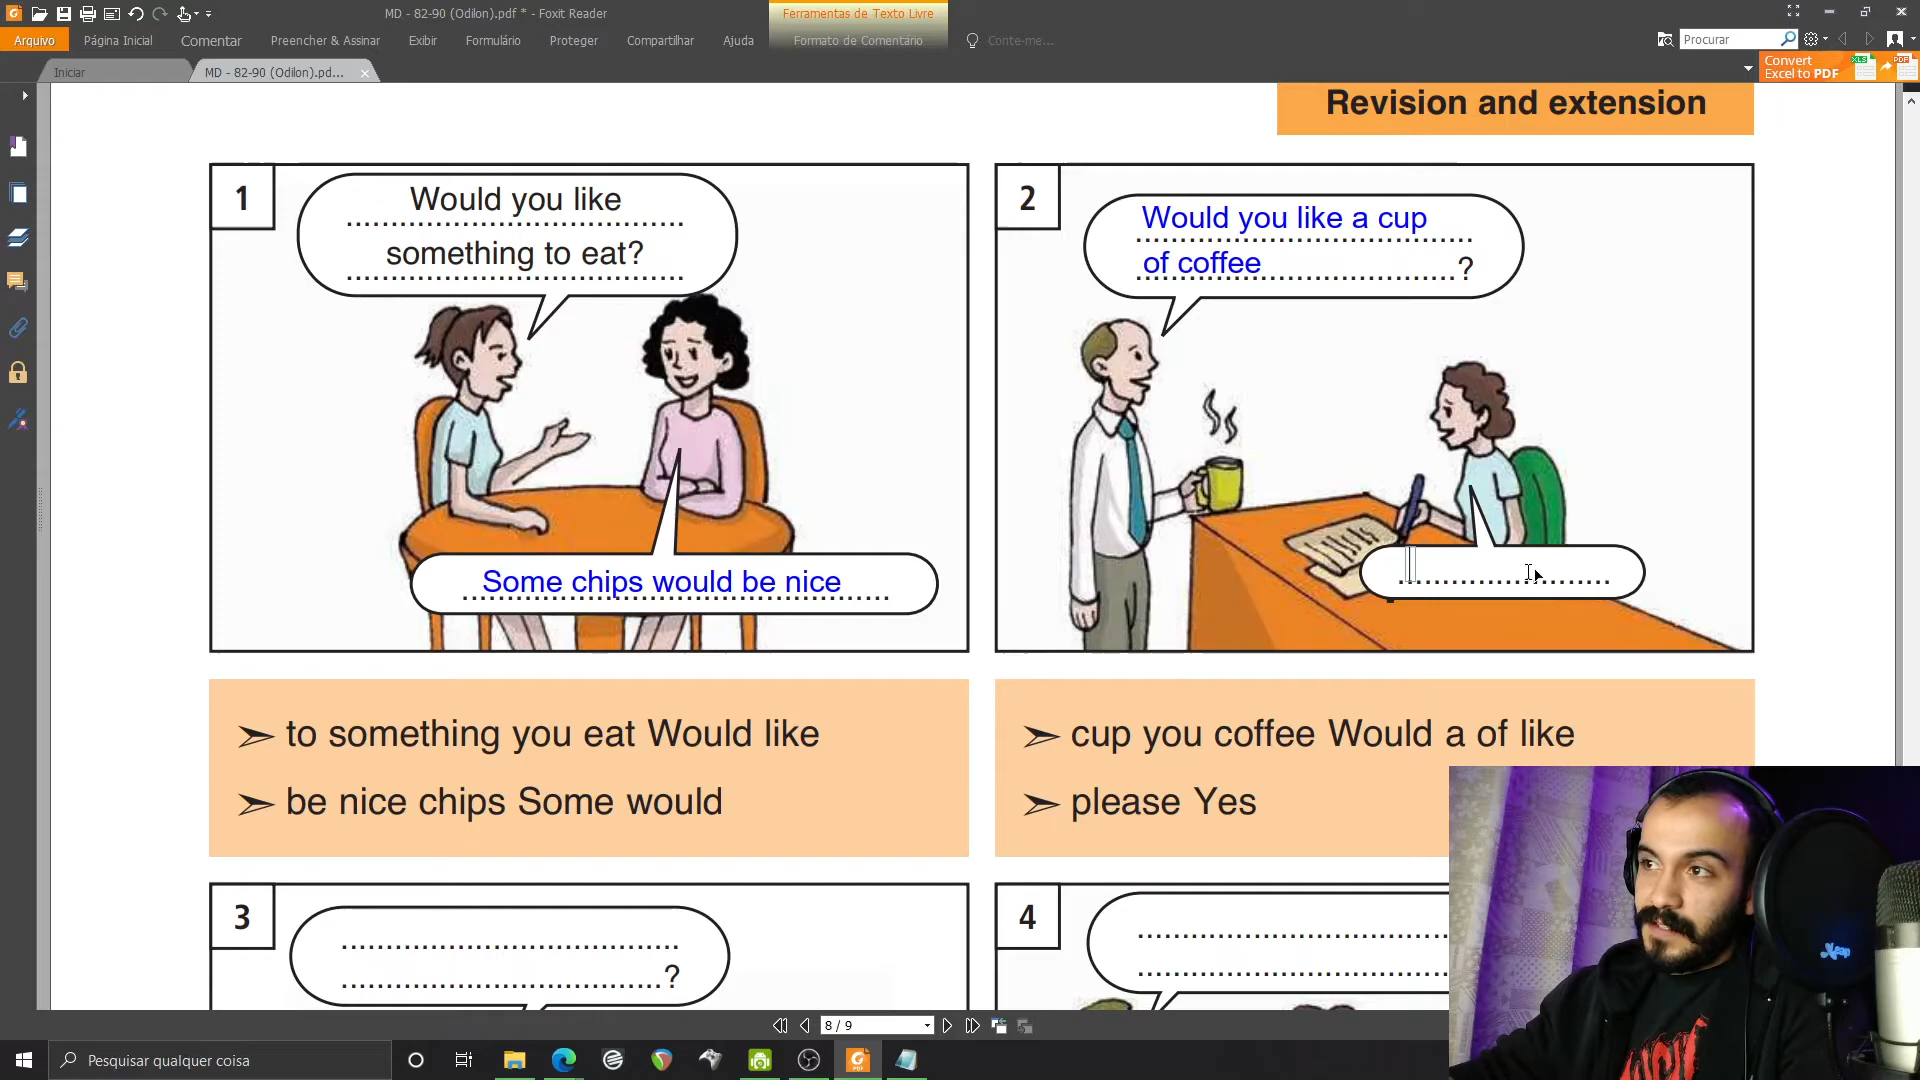 MD - 82-90 (Odilon).pdf * - Foxit Reader
Ferramentas de Texto Livre
Arquivo
Página Inicial
Comentar
Preencher & Assinar
Exibir
Formulário
Proteger
Compartilhar
Ajuda
Formato de Comentário
Conte-me...
Procurar
Iniciar
MD - 82-90 (Odilon).pd...
Convert
Excel to PDF
Revision and extension
1
Would you like
something to eat?
Some chips would be nice
2
Would you like a cup
of coffee ?
➢ to something you eat Would like
➢ be nice chips Some would
➢ cup you coffee Would a of like
➢ please Yes
3
?
4
8 / 9
Pesquisar qualquer coisa